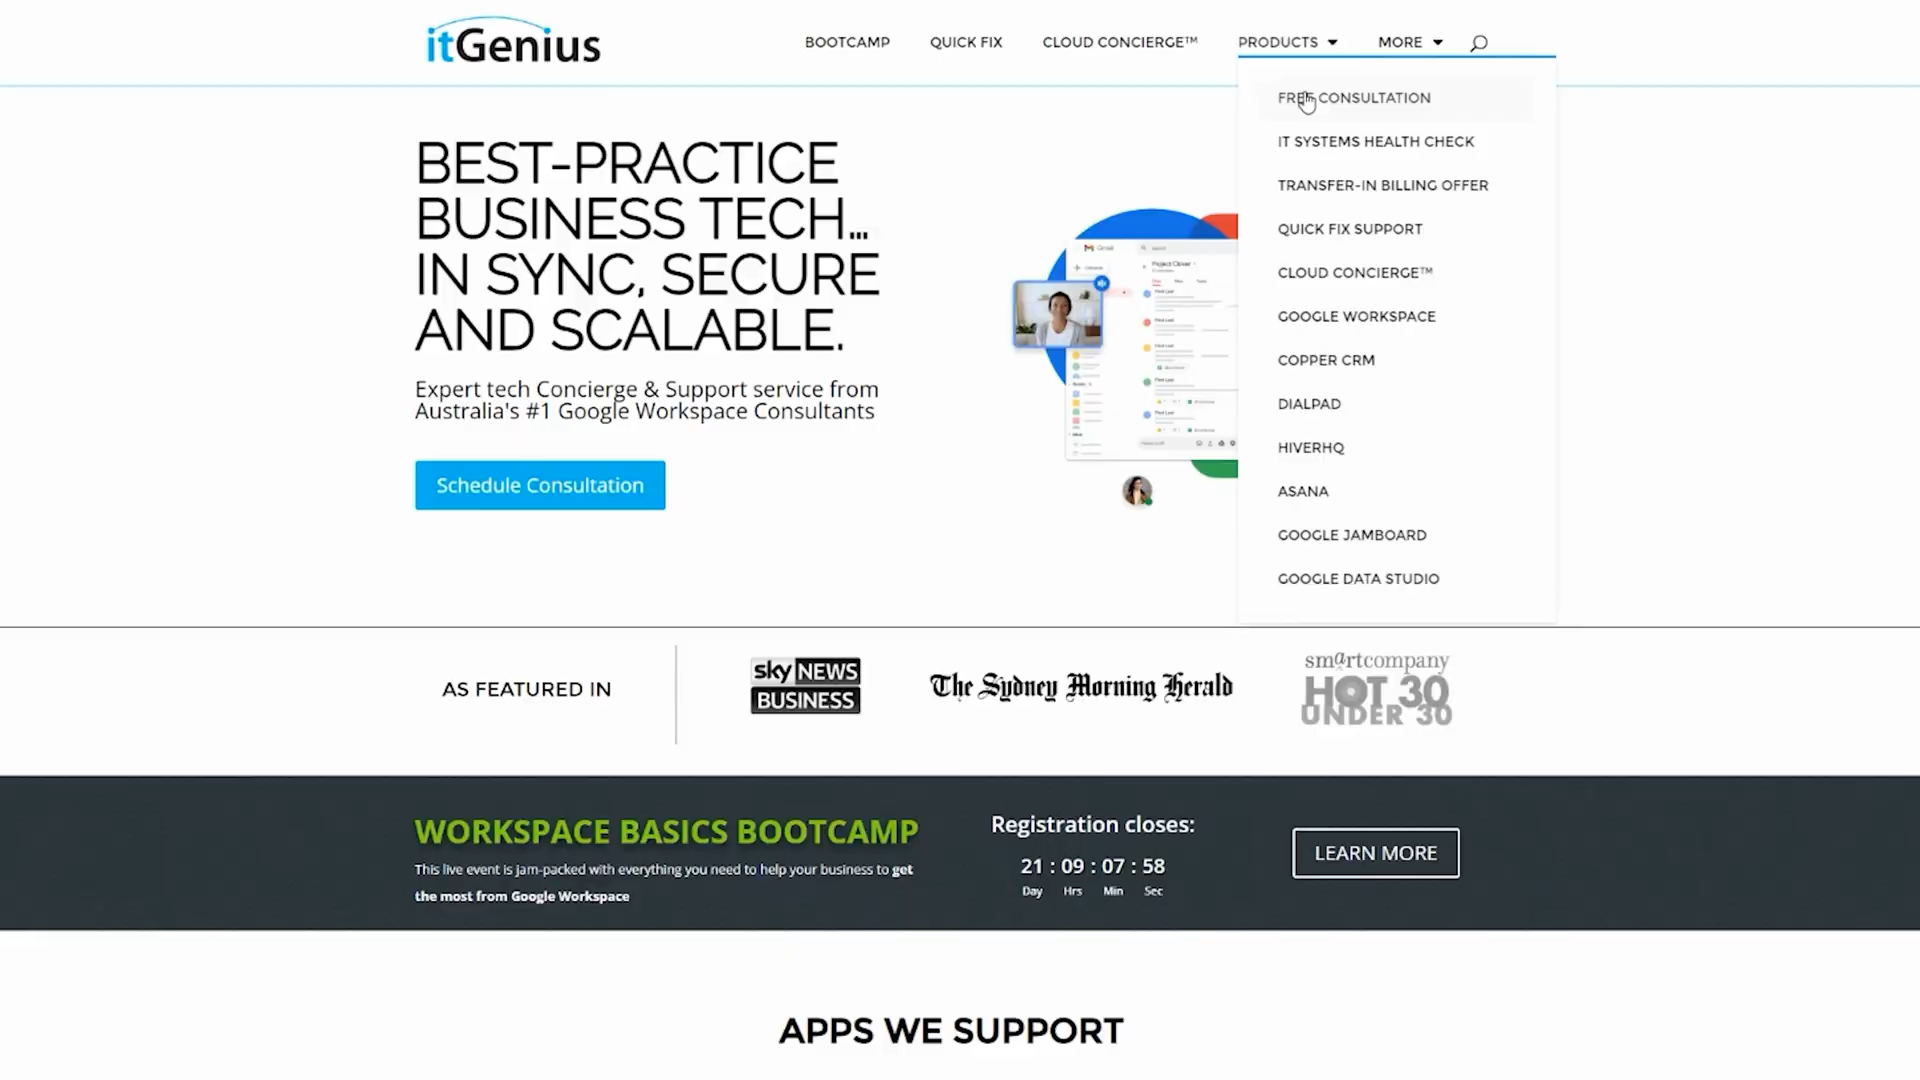 itGenius
BOOTCAMP
QUICK FIX
CLOUD CONCIERGE™
PRODUCTS
MORE
FREE CONSULTATION
IT SYSTEMS HEALTH CHECK
TRANSFER-IN BILLING OFFER
QUICK FIX SUPPORT
CLOUD CONCIERGE™
GOOGLE WORKSPACE
COPPER CRM
DIALPAD
HIVERHQ
ASANA
GOOGLE JAMBOARD
GOOGLE DATA STUDIO
BEST-PRACTICE
BUSINESS TECH...
IN SYNC, SECURE
AND SCALABLE.
Expert tech Concierge & Support service from
Australia's #1 Google Workspace Consultants
Schedule Consultation
Gmail
Project Clover
AS FEATURED IN
sky NEWS
BUSINESS
The Sydney Morning Herald
smartcompany
HOT 30
UNDER 30
WORKSPACE BASICS BOOTCAMP
This live event is jam-packed with everything you need to help your business to get
the most from Google Workspace
Registration closes:
21 : 09 : 07 : 58
Day Hrs Min Sec
LEARN MORE
APPS WE SUPPORT